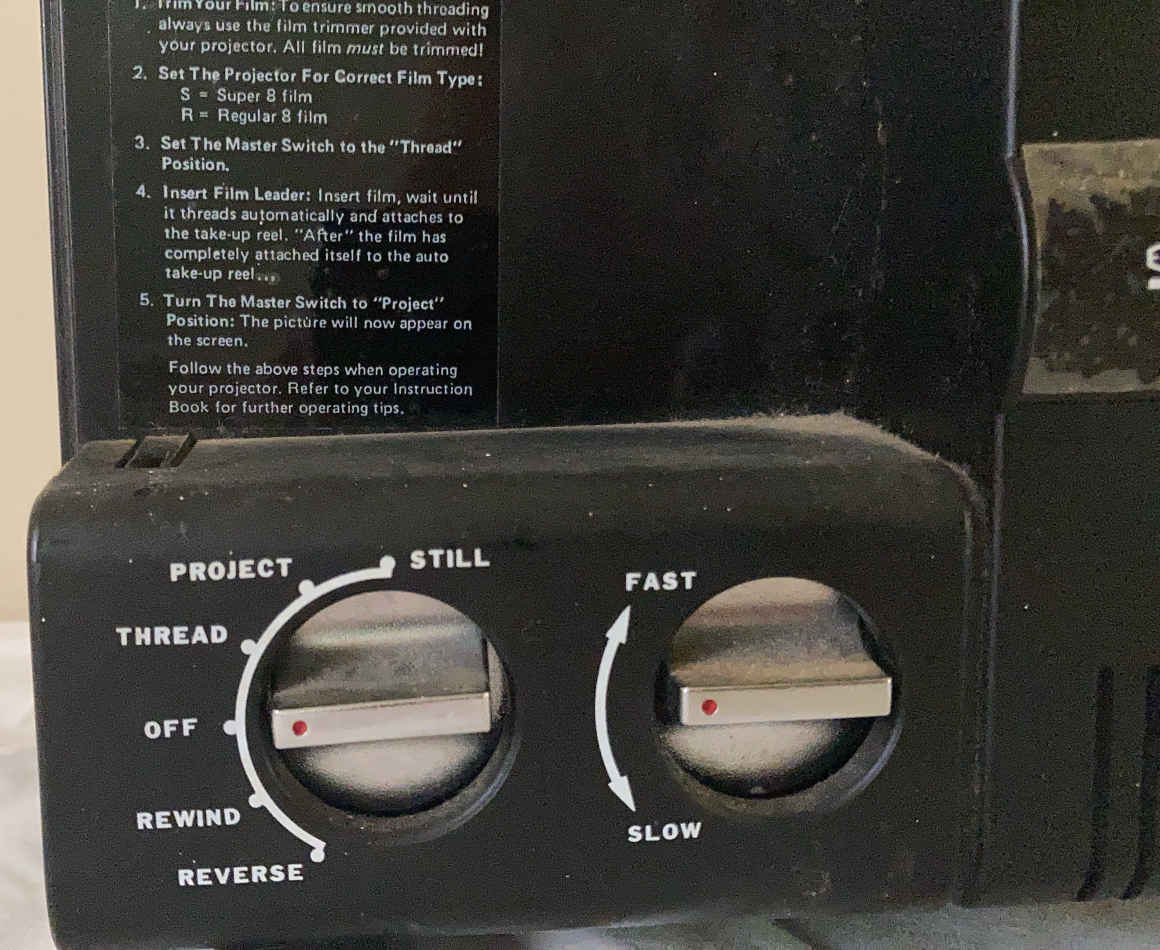 1. Trim Your Film: To ensure smooth threading
always use the film trimmer provided with
your projector. All film must be trimmed!
2. Set The Projector For Correct Film Type:
S = Super 8 film
R = Regular 8 film
3. Set The Master Switch to the "Thread"
Position.
4. Insert Film Leader: Insert film, wait until
it threads automatically and attaches to
the take-up reel. "After" the film has
completely attached itself to the auto
take-up reel...
5. Turn The Master Switch to "Project"
Position: The picture will now appear on
the screen.
Follow the above steps when operating
your projector. Refer to your Instruction
Book for further operating tips.
PROJECT
STILL
THREAD
OFF
REWIND
REVERSE
FAST
SLOW